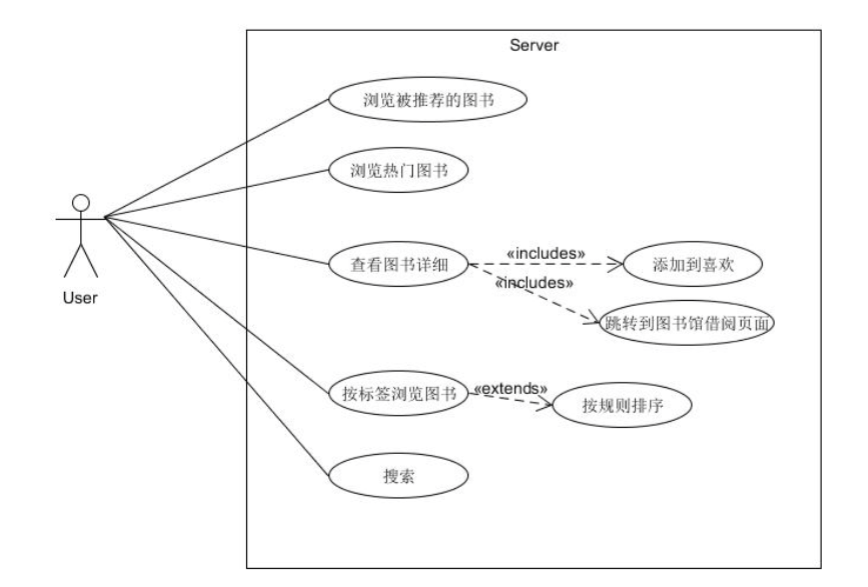 Server
浏览被推荐的图书
浏览热门图书
User
查看图书详细
«includes»
添加到喜欢
«includes»
跳转到图书馆借阅页面
按标签浏览图书
«extends»
按规则排序
搜索